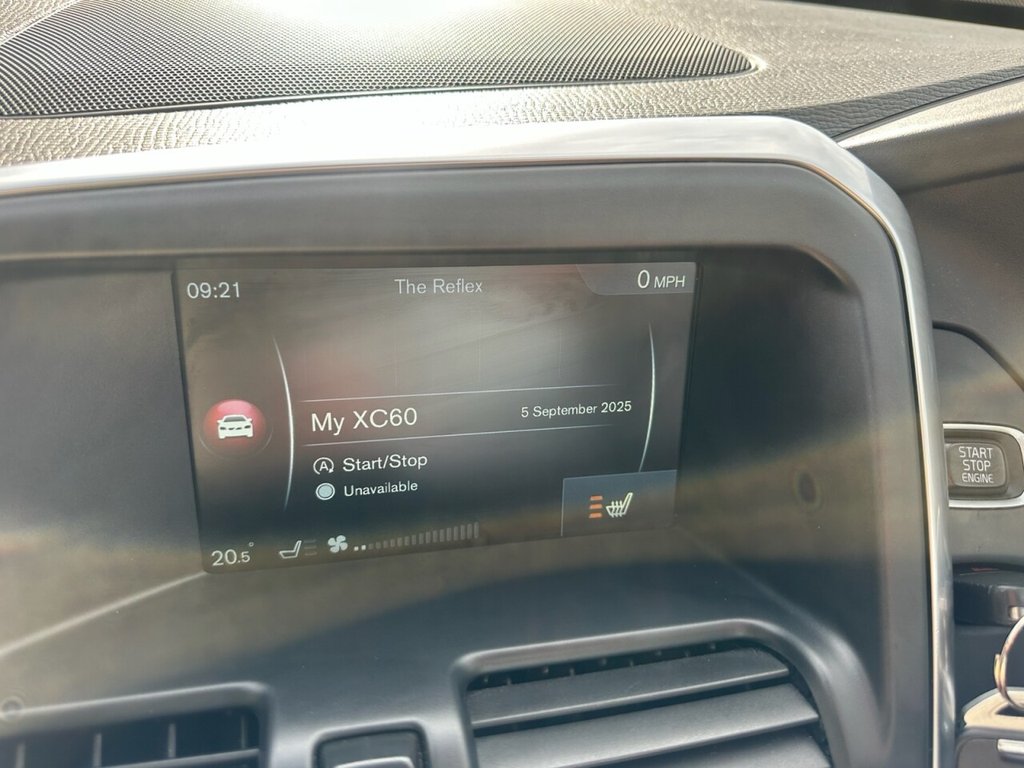 09:21 The Reflex 0 MPH
My XC60 5 September 2025
A Start/Stop
Unavailable
20.5°
START
STOP
ENGINE